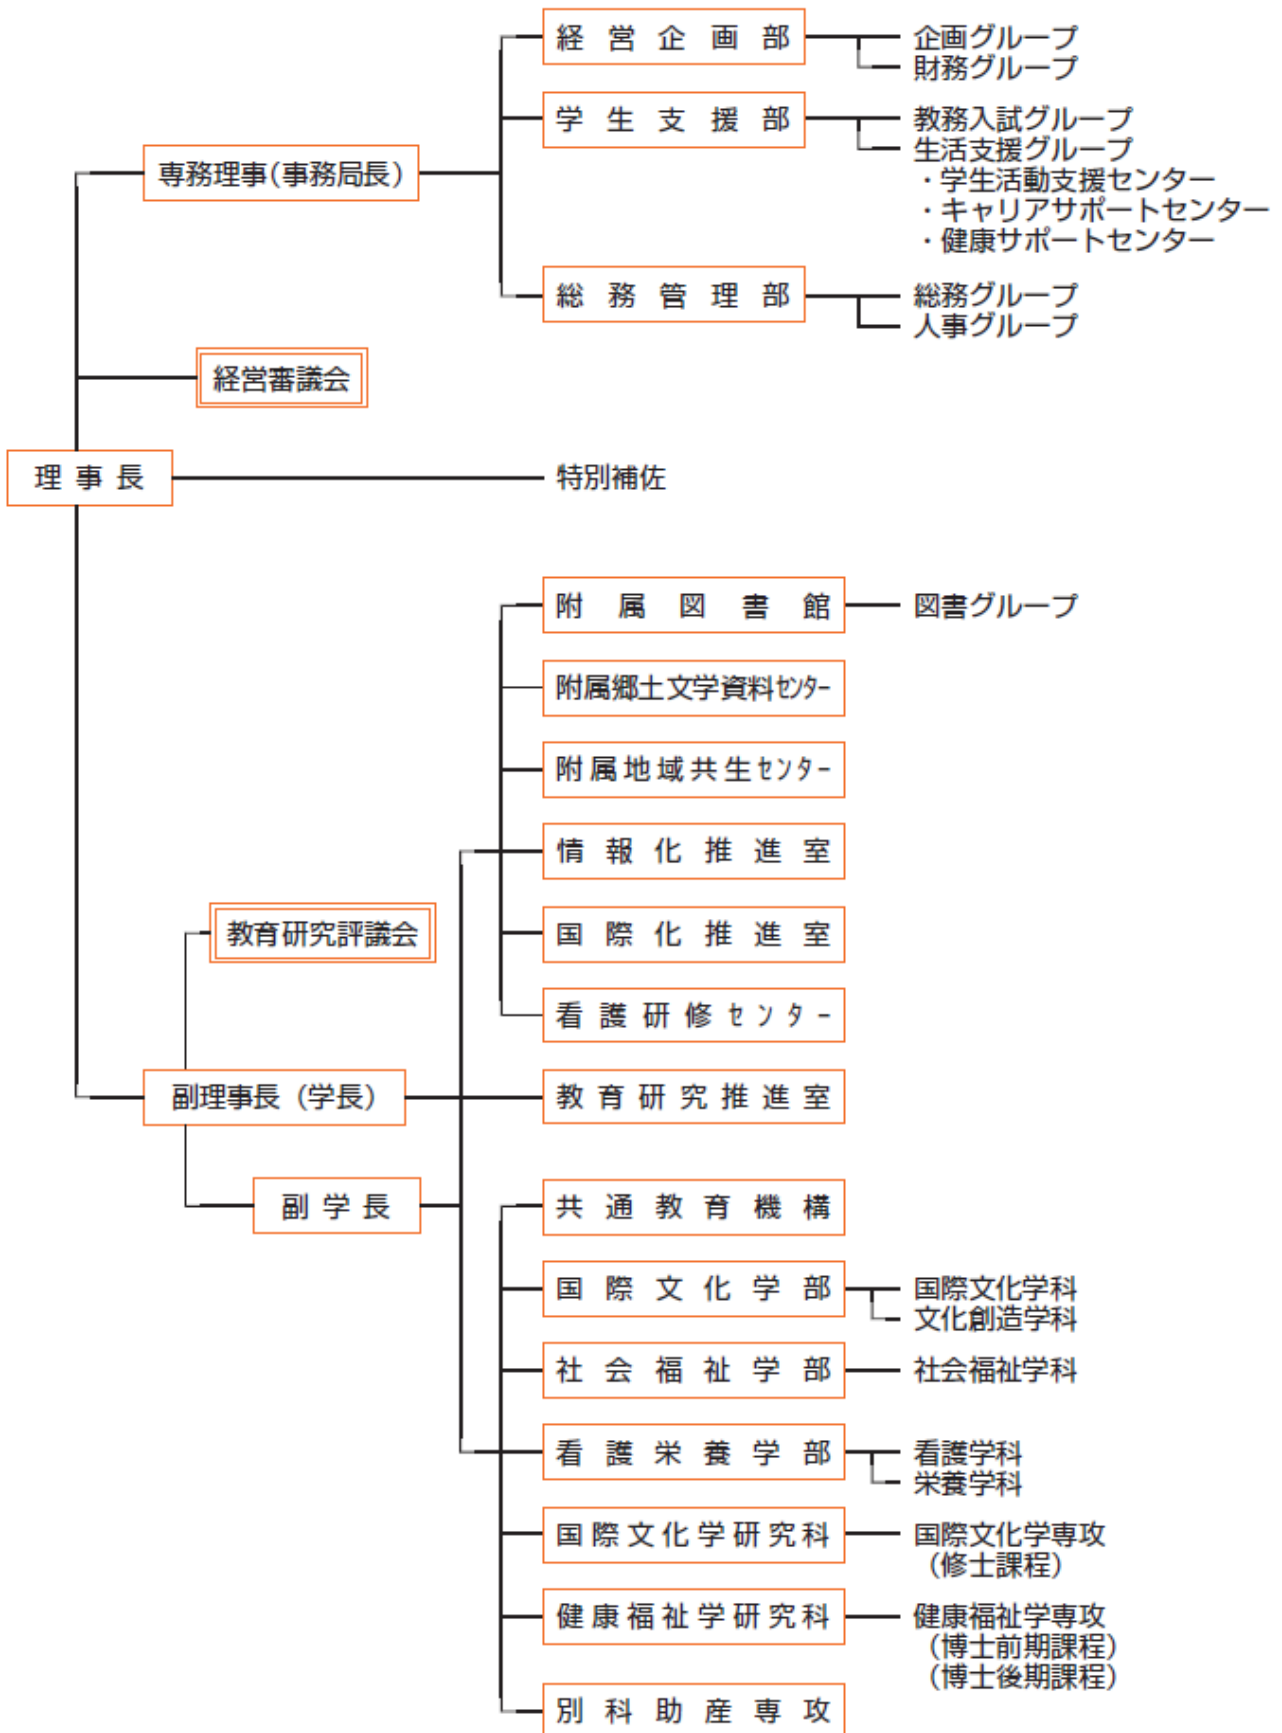 経営企画部
企画グループ
財務グループ
学生支援部
教務入試グループ
生活支援グループ
・学生活動支援センター
・キャリアサポートセンター
・健康サポートセンター
専務理事(事務局長)
総務管理部
総務グループ
人事グループ
経営審議会
理事長
特別補佐
附属図書館
図書グループ
附属郷土文学資料ｾﾝﾀｰ
附属地域共生ｾﾝﾀｰ
情報化推進室
教育研究評議会
国際化推進室
看護研修ｾﾝﾀｰ
副理事長（学長）
教育研究推進室
副学長
共通教育機構
国際文化学部
国際文化学科
文化創造学科
社会福祉学部
社会福祉学科
看護栄養学部
看護学科
栄養学科
国際文化学研究科
国際文化学専攻
（修士課程）
健康福祉学研究科
健康福祉学専攻
（博士前期課程）
（博士後期課程）
別科助産専攻